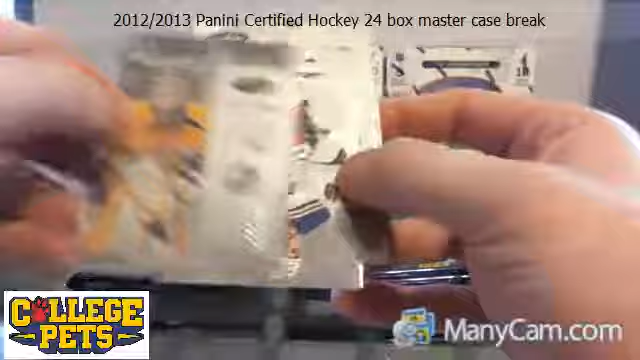 2012/2013 Panini Certified Hockey 24 box master case break
COLLEGE
PETS
ManyCam.com